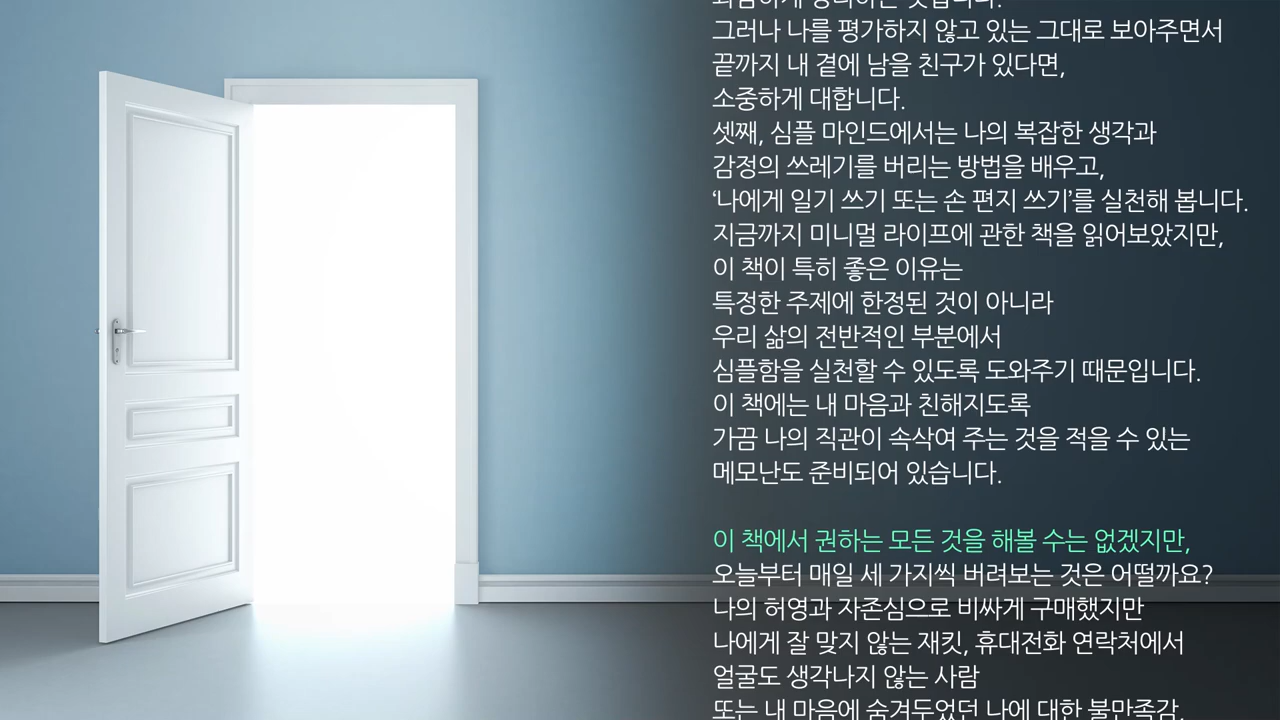 그러나 나를 평가하지 않고 있는 그대로 보아주면서
끝까지 내 곁에 남을 친구가 있다면,
소중하게 대합니다.
셋째, 심플 마인드에서는 나의 복잡한 생각과
감정의 쓰레기를 버리는 방법을 배우고,
‘나에게 일기 쓰기 또는 손 편지 쓰기’를 실천해 봅니다.
지금까지 미니멀 라이프에 관한 책을 읽어보았지만,
이 책이 특히 좋은 이유는
특정한 주제에 한정된 것이 아니라
우리 삶의 전반적인 부분에서
심플함을 실천할 수 있도록 도와주기 때문입니다.
이 책에는 내 마음과 친해지도록
가끔 나의 직관이 속삭여 주는 것을 적을 수 있는
메모난도 준비되어 있습니다.
이 책에서 권하는 모든 것을 해볼 수는 없겠지만,
오늘부터 매일 세 가지씩 버려보는 것은 어떨까요?
나의 허영과 자존심으로 비싸게 구매했지만
나에게 잘 맞지 않는 재킷, 휴대전화 연락처에서
얼굴도 생각나지 않는 사람
또는 내 마음에 숨겨두었던 나에 대한 불만족감,